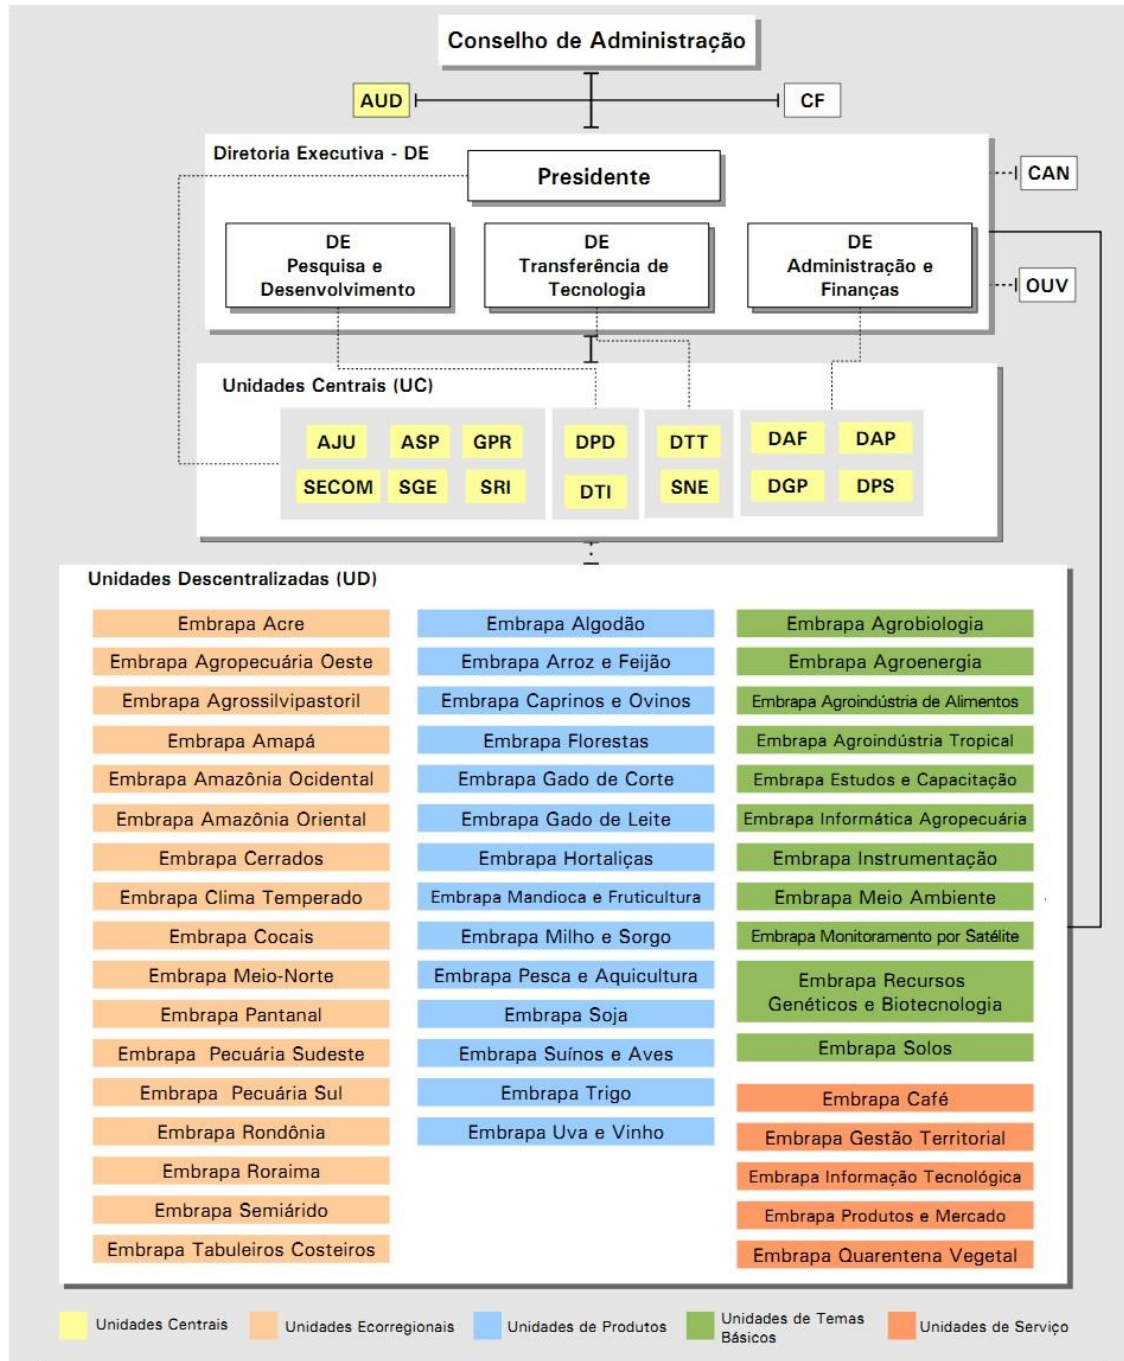 Conselho de Administração
AUD
CF
Diretoria Executiva - DE
Presidente
CAN
DE
Pesquisa e
Desenvolvimento
DE
Transferência de
Tecnologia
DE
Administração e
Finanças
OUV
Unidades Centrais (UC)
AJU
ASP
GPR
SECOM
SGE
SRI
DPD
DTI
DTT
SNE
DAF
DAP
DGP
DPS
Unidades Descentralizadas (UD)
Embrapa Acre
Embrapa Agropecuária Oeste
Embrapa Agrossilvipastoril
Embrapa Amapá
Embrapa Amazônia Ocidental
Embrapa Amazônia Oriental
Embrapa Cerrados
Embrapa Clima Temperado
Embrapa Cocais
Embrapa Meio-Norte
Embrapa Pantanal
Embrapa Pecuária Sudeste
Embrapa Pecuária Sul
Embrapa Rondônia
Embrapa Roraima
Embrapa Semiárido
Embrapa Tabuleiros Costeiros
Embrapa Algodão
Embrapa Arroz e Feijão
Embrapa Caprinos e Ovinos
Embrapa Florestas
Embrapa Gado de Corte
Embrapa Gado de Leite
Embrapa Hortaliças
Embrapa Mandioca e Fruticultura
Embrapa Milho e Sorgo
Embrapa Pesca e Aquicultura
Embrapa Soja
Embrapa Suínos e Aves
Embrapa Trigo
Embrapa Uva e Vinho
Embrapa Agrobiologia
Embrapa Agroenergia
Embrapa Agroindústria de Alimentos
Embrapa Agroindústria Tropical
Embrapa Estudos e Capacitação
Embrapa Informática Agropecuária
Embrapa Instrumentação
Embrapa Meio Ambiente
Embrapa Monitoramento por Satélite
Embrapa Recursos
Genéticos e Biotecnologia
Embrapa Solos
Embrapa Café
Embrapa Gestão Territorial
Embrapa Informação Tecnológica
Embrapa Produtos e Mercado
Embrapa Quarentena Vegetal
Unidades Centrais
Unidades Ecorregionais
Unidades de Produtos
Unidades de Temas
Básicos
Unidades de Serviço